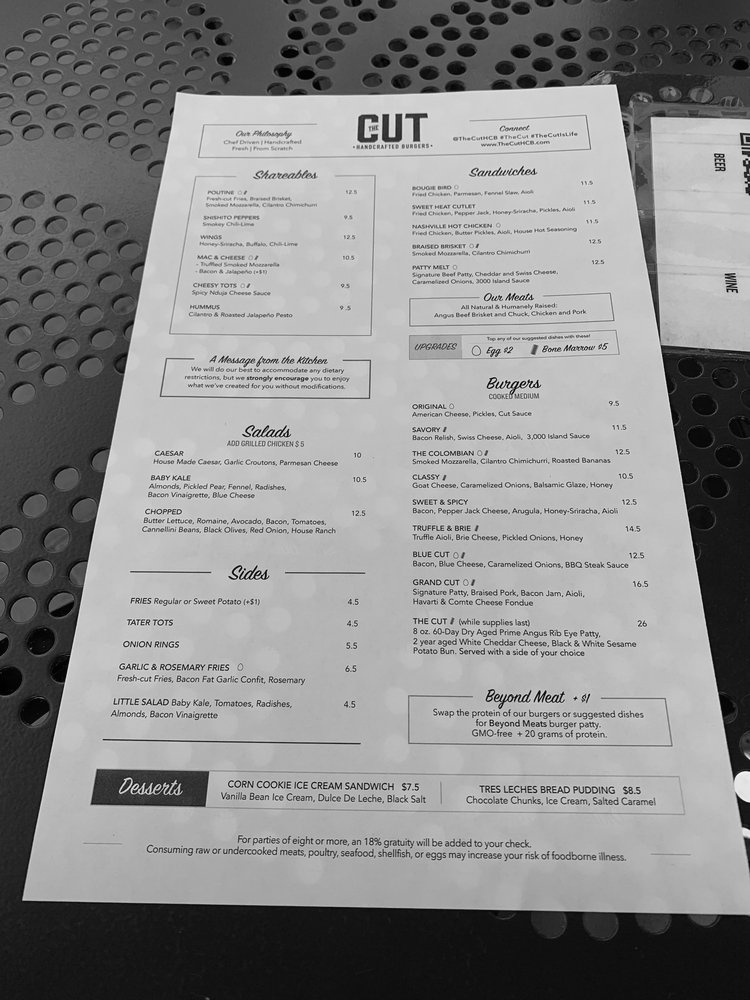 Our Philosophy
Chef Driven | Handcrafted
Fresh | From Scratch
THE CUT
• HANDCRAFTED BURGERS •
Connect
@TheCutHCB #TheCut #TheCutIsLife
www.TheCutHCB.com
Shareables
POUTINE 12.5
Fresh-cut Fries, Braised Brisket,
Smoked Mozzarella, Cilantro Chimichurri
SHISHITO PEPPERS 9.5
Smokey Chili-Lime
WINGS 12.5
Honey-Sriracha, Buffalo, Chili-Lime
MAC & CHEESE 10.5
- Truffled Smoked Mozzarella
- Bacon & Jalapeño (+$1)
CHEESY TOTS 9.5
Spicy Nduja Cheese Sauce
HUMMUS 9.5
Cilantro & Roasted Jalapeño Pesto
A Message from the Kitchen
We will do our best to accommodate any dietary
restrictions, but we strongly encourage you to enjoy
what we've created for you without modifications.
Salads
ADD GRILLED CHICKEN $ 5
CAESAR 10
House Made Caesar, Garlic Croutons, Parmesan Cheese
BABY KALE 10.5
Almonds, Pickled Pear, Fennel, Radishes,
Bacon Vinaigrette, Blue Cheese
CHOPPED 12.5
Butter Lettuce, Romaine, Avocado, Bacon, Tomatoes,
Cannellini Beans, Black Olives, Red Onion, House Ranch
Sides
FRIES Regular or Sweet Potato (+$1) 4.5
TATER TOTS 4.5
ONION RINGS 5.5
GARLIC & ROSEMARY FRIES 6.5
Fresh-cut Fries, Bacon Fat Garlic Confit, Rosemary
LITTLE SALAD Baby Kale, Tomatoes, Radishes, 4.5
Almonds, Bacon Vinaigrette
Sandwiches
BOUGIE BIRD 11.5
Fried Chicken, Parmesan, Fennel Slaw, Aioli
SWEET HEAT CUTLET 11.5
Fried Chicken, Pepper Jack, Honey-Sriracha, Pickles, Aioli
NASHVILLE HOT CHICKEN 11.5
Fried Chicken, Butter Pickles, Aioli, House Hot Seasoning
BRAISED BRISKET 12.5
Smoked Mozzarella, Cilantro Chimichurri
PATTY MELT 12.5
Signature Beef Patty, Cheddar and Swiss Cheese,
Caramelized Onions, 3000 Island Sauce
Our Meats
All Natural & Humanely Raised:
Angus Beef Brisket and Chuck, Chicken and Pork
UPGRADES
Top any of our suggested dishes with these!
Egg $2 Bone Marrow $5
Burgers
COOKED MEDIUM
ORIGINAL 9.5
American Cheese, Pickles, Cut Sauce
SAVORY 11.5
Bacon Relish, Swiss Cheese, Aioli, 3,000 Island Sauce
THE COLOMBIAN 12.5
Smoked Mozzarella, Cilantro Chimichurri, Roasted Bananas
CLASSY 10.5
Goat Cheese, Caramelized Onions, Balsamic Glaze, Honey
SWEET & SPICY 12.5
Bacon, Pepper Jack Cheese, Arugula, Honey-Sriracha, Aioli
TRUFFLE & BRIE 14.5
Truffle Aioli, Brie Cheese, Pickled Onions, Honey
BLUE CUT 12.5
Bacon, Blue Cheese, Caramelized Onions, BBQ Steak Sauce
GRAND CUT 16.5
Signature Patty, Braised Pork, Bacon Jam, Aioli,
Havarti & Comte Cheese Fondue
THE CUT (while supplies last) 26
8 oz. 60-Day Dry Aged Prime Angus Rib Eye Patty,
2 year aged White Cheddar Cheese, Black & White Sesame
Potato Bun. Served with a side of your choice
Beyond Meat + $1
Swap the protein of our burgers or suggested dishes
for Beyond Meats burger patty.
GMO-free + 20 grams of protein.
Desserts
CORN COOKIE ICE CREAM SANDWICH $7.5
Vanilla Bean Ice Cream, Dulce De Leche, Black Salt
TRES LECHES BREAD PUDDING $8.5
Chocolate Chunks, Ice Cream, Salted Caramel
For parties of eight or more, an 18% gratuity will be added to your check.
Consuming raw or undercooked meats, poultry, seafood, shellfish, or eggs may increase your risk of foodborne illness.
BEER
WINE